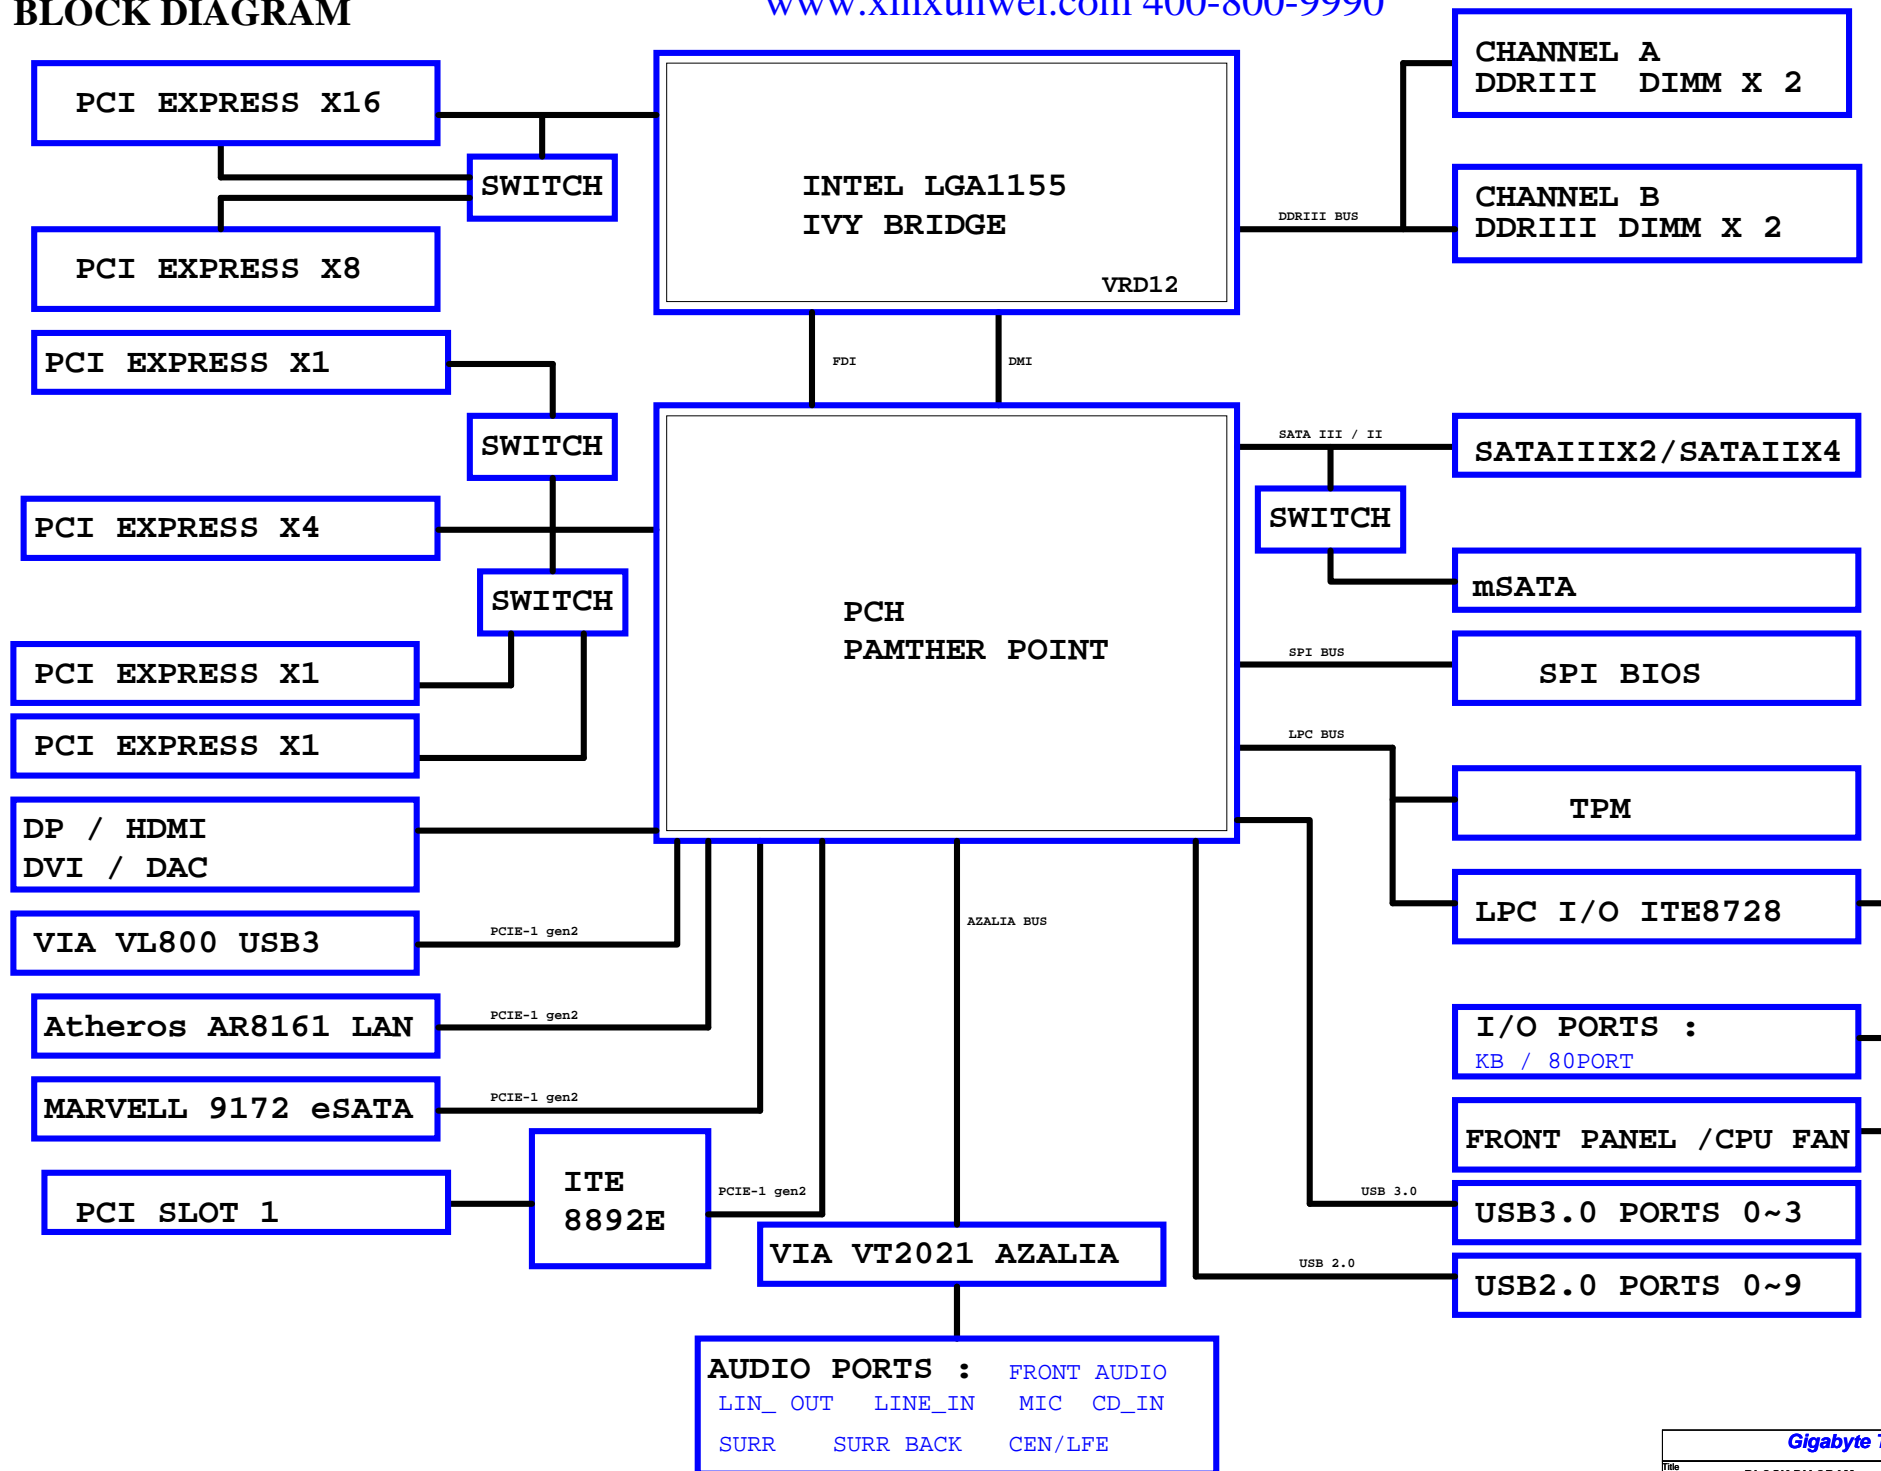 BLOCK DIAGRAM
www.xinxunwei.com 400-800-9990
PCI EXPRESS X16
SWITCH
PCI EXPRESS X8
INTEL LGA1155
IVY BRIDGE
VRD12
DDRIII BUS
CHANNEL A
DDRIII DIMM X 2
CHANNEL B
DDRIII DIMM X 2
PCI EXPRESS X1
FDI
DMI
SWITCH
PCI EXPRESS X4
SWITCH
PCI EXPRESS X1
PCI EXPRESS X1
PCH
PAMTHER POINT
SATA III / II
SATAIIIX2/SATAIIX4
SWITCH
mSATA
SPI BUS
SPI BIOS
LPC BUS
TPM
LPC I/O ITE8728
DP / HDMI
DVI / DAC
VIA VL800 USB3
PCIE-1 gen2
Atheros AR8161 LAN
PCIE-1 gen2
MARVELL 9172 eSATA
PCIE-1 gen2
PCI SLOT 1
ITE
8892E
PCIE-1 gen2
AZALIA BUS
VIA VT2021 AZALIA
I/O PORTS :
KB / 80PORT
FRONT PANEL /CPU FAN
USB 3.0
USB3.0 PORTS 0~3
USB 2.0
USB2.0 PORTS 0~9
AUDIO PORTS : FRONT AUDIO
LIN_ OUT LINE_IN MIC CD_IN
SURR SURR BACK CEN/LFE
Gigabyte
Title